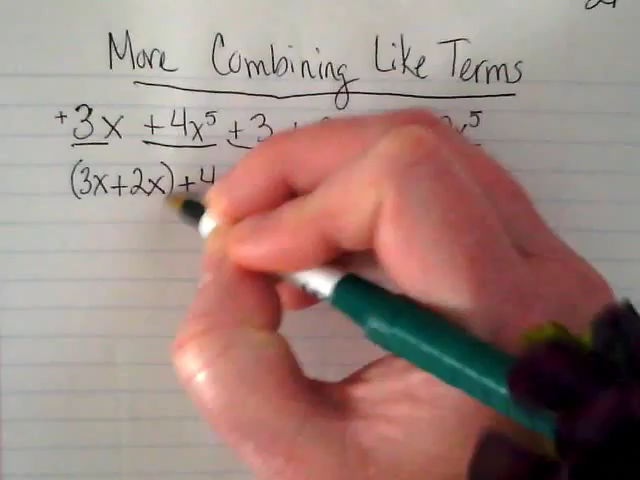 More Combining Like Terms
+3x +4x⁵ +3 +
(3x+2x)+4